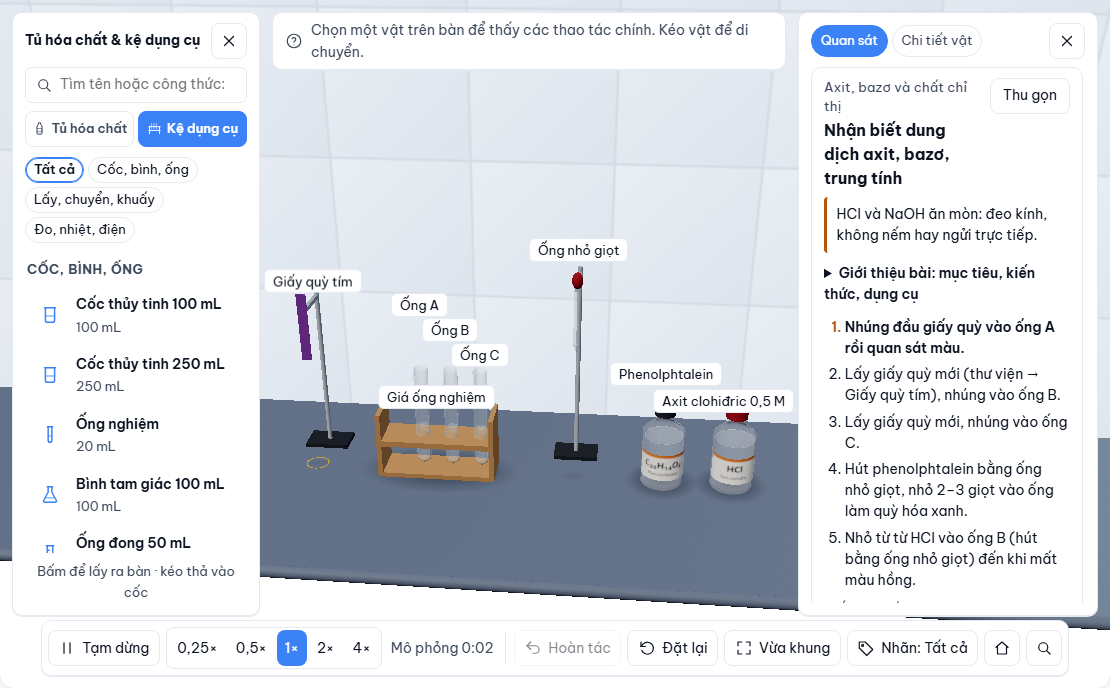 Tủ hóa chất & kệ dụng cụ
Tìm tên hoặc công thức:
Tủ hóa chất
Kệ dụng cụ
Tất cả
Cốc, bình, ống
Lấy, chuyển, khuấy
Đo, nhiệt, điện
CỐC, BÌNH, ỐNG
Cốc thủy tinh 100 mL
100 mL
Cốc thủy tinh 250 mL
250 mL
Ống nghiệm
20 mL
Bình tam giác 100 mL
100 mL
Ống đong 50 mL
Bấm để lấy ra bàn · kéo thả vào
cốc
Chọn một vật trên bàn để thấy các thao tác chính. Kéo vật để di
chuyển.
Ống nhỏ giọt
Giấy quỳ tím
Ống A
Ống B
Ống C
Giá ống nghiệm
Phenolphtalein
Axit clohiđric 0,5 M
C₂₀H₁₄O₄
HCl
Quan sát
Chi tiết vật
Axit, bazơ và chất chỉ
thị
Thu gọn
Nhận biết dung
dịch axit, bazơ,
trung tính
HCl và NaOH ăn mòn: đeo kính,
không nếm hay ngửi trực tiếp.
▶ Giới thiệu bài: mục tiêu, kiến
thức, dụng cụ
1. Nhúng đầu giấy quỳ vào ống A
rồi quan sát màu.
2. Lấy giấy quỳ mới (thư viện →
Giấy quỳ tím), nhúng vào ống B.
3. Lấy giấy quỳ mới, nhúng vào ống
C.
4. Hút phenolphtalein bằng ống
nhỏ giọt, nhỏ 2–3 giọt vào ống
làm quỳ hóa xanh.
5. Nhỏ từ từ HCl vào ống B (hút
bằng ống nhỏ giọt) đến khi mất
màu hồng.
Tạm dừng
0,25×
0,5×
1×
2×
4×
Mô phỏng 0:02
Hoàn tác
Đặt lại
Vừa khung
Nhãn: Tất cả